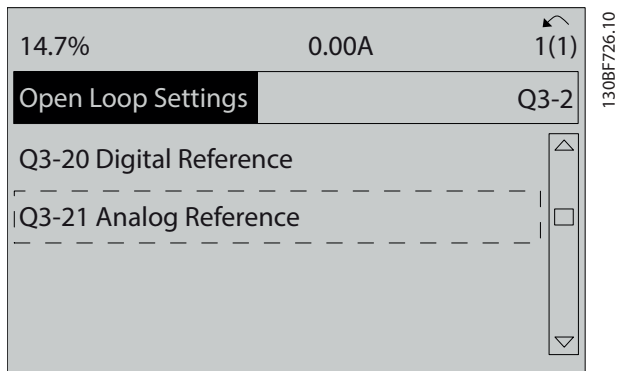 14.7% 0.00A 1(1)
Open Loop Settings Q3-2
Q3-20 Digital Reference
Q3-21 Analog Reference
130BF726.10